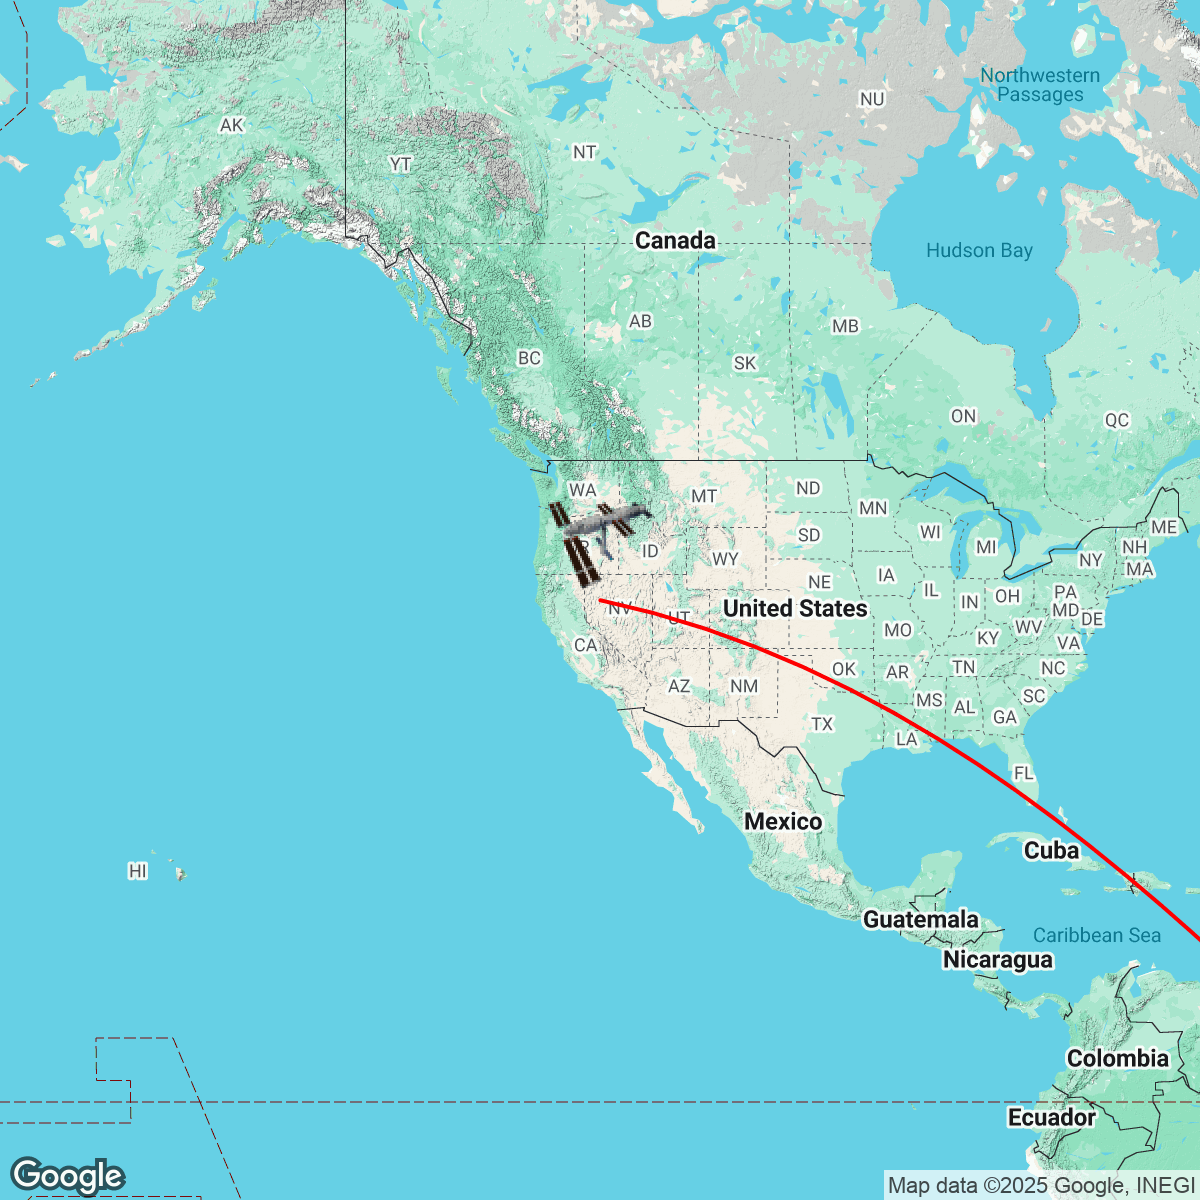 Northwestern
Passages
NU
AK
NT
YT
Canada
Hudson Bay
AB
MB
BC
SK
ON
QC
WA
MT
ND
MN
ME
WI
SD
MI
NH
ID
WY
NY
MA
IA
NE
IL
OH
PA
IN
United States
NV
MD
UT
DE
WV
MO
KY
VA
CA
OK
AR
TN
NC
AZ
NM
MS
SC
AL
GA
TX
LA
FL
Mexico
Cuba
HI
Guatemala
Caribbean Sea
Nicaragua
Colombia
Ecuador
Google
Map data ©2025 Google, INEGI